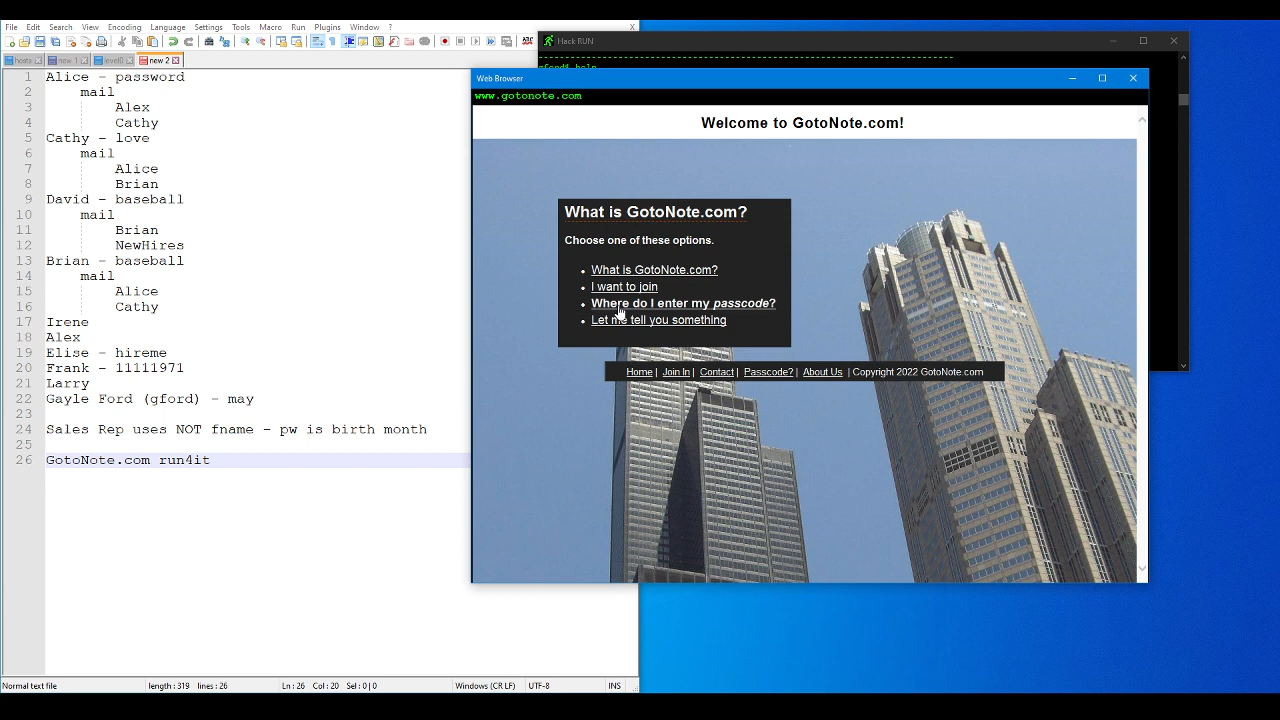 File Edit Search View Encoding Language Settings Tools Macro Run Plugins Window ? X
new 1 level0 new 2
1 Alice - password
2 mail
3 Alex
4 Cathy
5 Cathy - love
6 mail
7 Alice
8 Brian
9 David - baseball
10 mail
11 Brian
12 NewHires
13 Brian - baseball
14 mail
15 Alice
16 Cathy
17 Irene
18 Alex
19 Elise - hireme
20 Frank - 11111971
21 Larry
22 Gayle Ford (gford) - may
23
24 Sales Rep uses NOT fname - pw is birth month
25
26 GotoNote.com run4it
Normal text file length : 319 lines : 26 Ln : 26 Col : 20 Sel : 0 | 0 Windows (CR LF) UTF-8 INS
Hack RUN
Web Browser
www.gotonote.com
Welcome to GotoNote.com!
What is GotoNote.com?
Choose one of these options.
What is GotoNote.com?
I want to join
Where do I enter my passcode?
Let me tell you something
Home | Join In | Contact | Passcode? | About Us | Copyright 2022 GotoNote.com